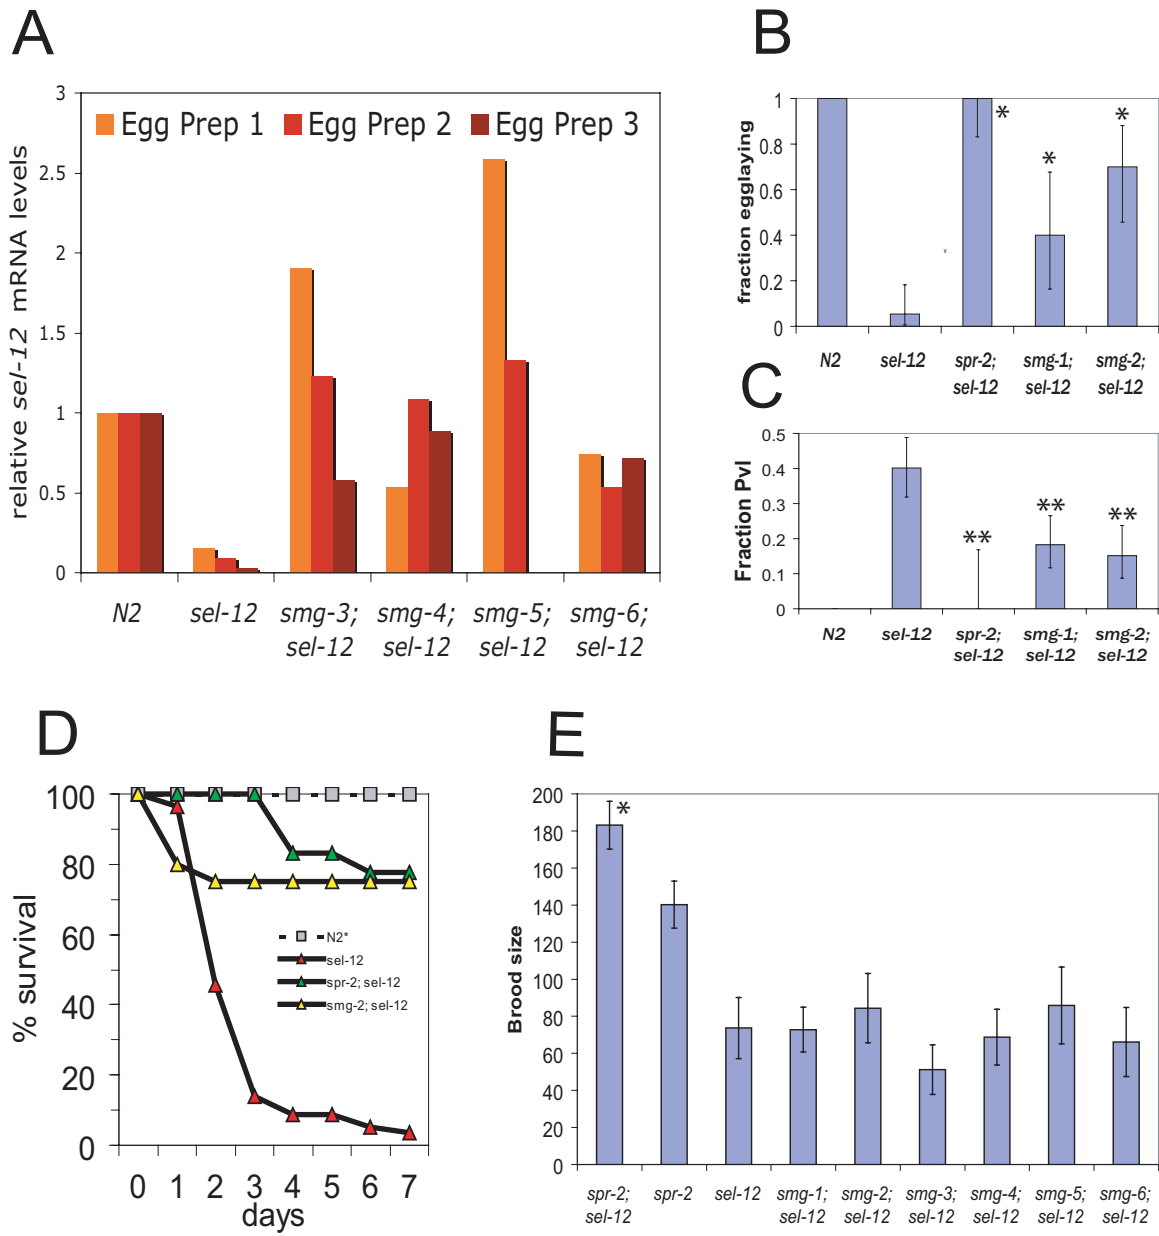 A
3
2.5
2
1.5
1
0.5
0
relative sel-12 mRNA levels
Egg Prep 1
Egg Prep 2
Egg Prep 3
N2
sel-12
smg-3;
sel-12
smg-4;
sel-12
smg-5;
sel-12
smg-6;
sel-12
B
1
0.8
0.6
0.4
0.2
0
fraction egglaying
*
*
*
N2
sel-12
spr-2;
sel-12
smg-1;
sel-12
smg-2;
sel-12
C
0.5
0.4
0.3
0.2
0.1
0
Fraction Pvl
**
**
**
N2
sel-12
spr-2;
sel-12
smg-1;
sel-12
smg-2;
sel-12
D
100
80
60
40
20
0
% survival
N2*
sel-12
spr-2; sel-12
smg-2; sel-12
0 1 2 3 4 5 6 7
days
E
200
180
160
140
120
100
80
60
40
20
0
Brood size
*
spr-2;
sel-12
spr-2
sel-12
smg-1;
sel-12
smg-2;
sel-12
smg-3;
sel-12
smg-4;
sel-12
smg-5;
sel-12
smg-6;
sel-12